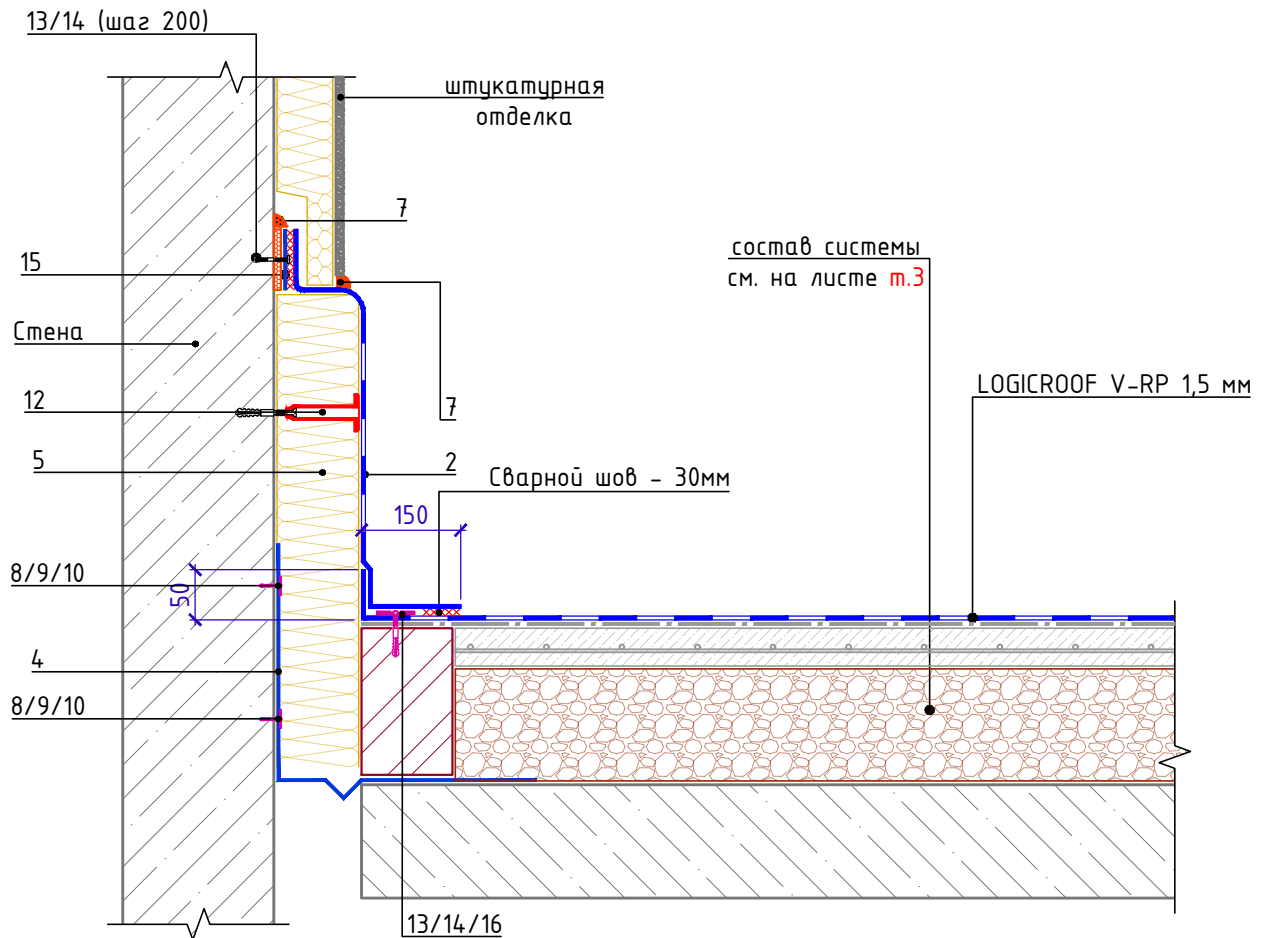 13/14 (шаг 200)
штукатурная
отделка
7
15
состав системы
см. на листе т.3
Стена
LOGICROOF V-RP 1,5 мм
12
7
5
2
Сварной шов - 30мм
150
8/9/10
50
4
8/9/10
13/14/16